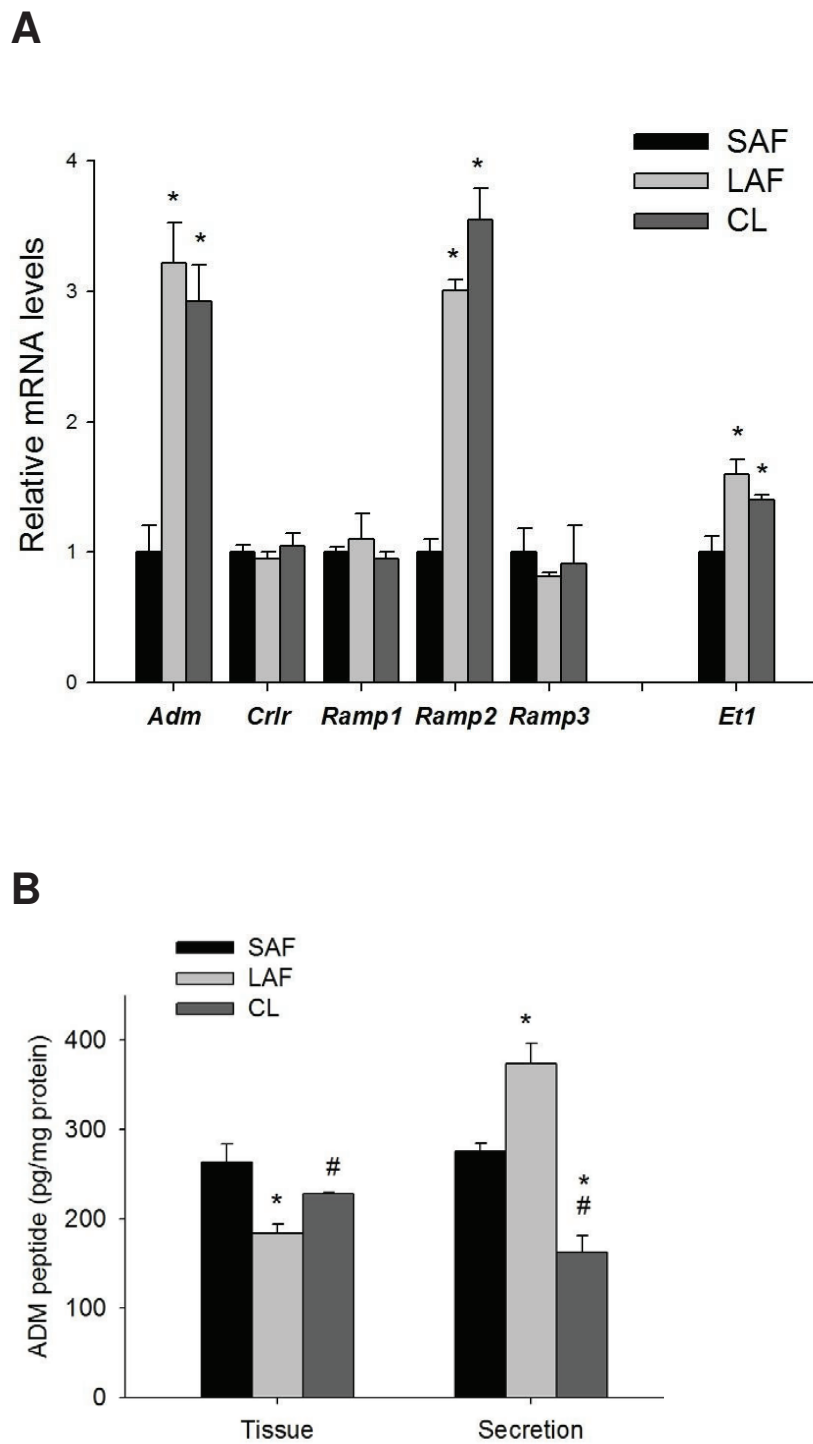 A
SAF
LAF
CL
Relative mRNA levels
4
3
2
1
0
* * * * * *
Adm Crlr Ramp1 Ramp2 Ramp3 Et1
B
SAF
LAF
CL
ADM peptide (pg/mg protein)
400
300
200
100
0
*
#
*
*
#
Tissue Secretion